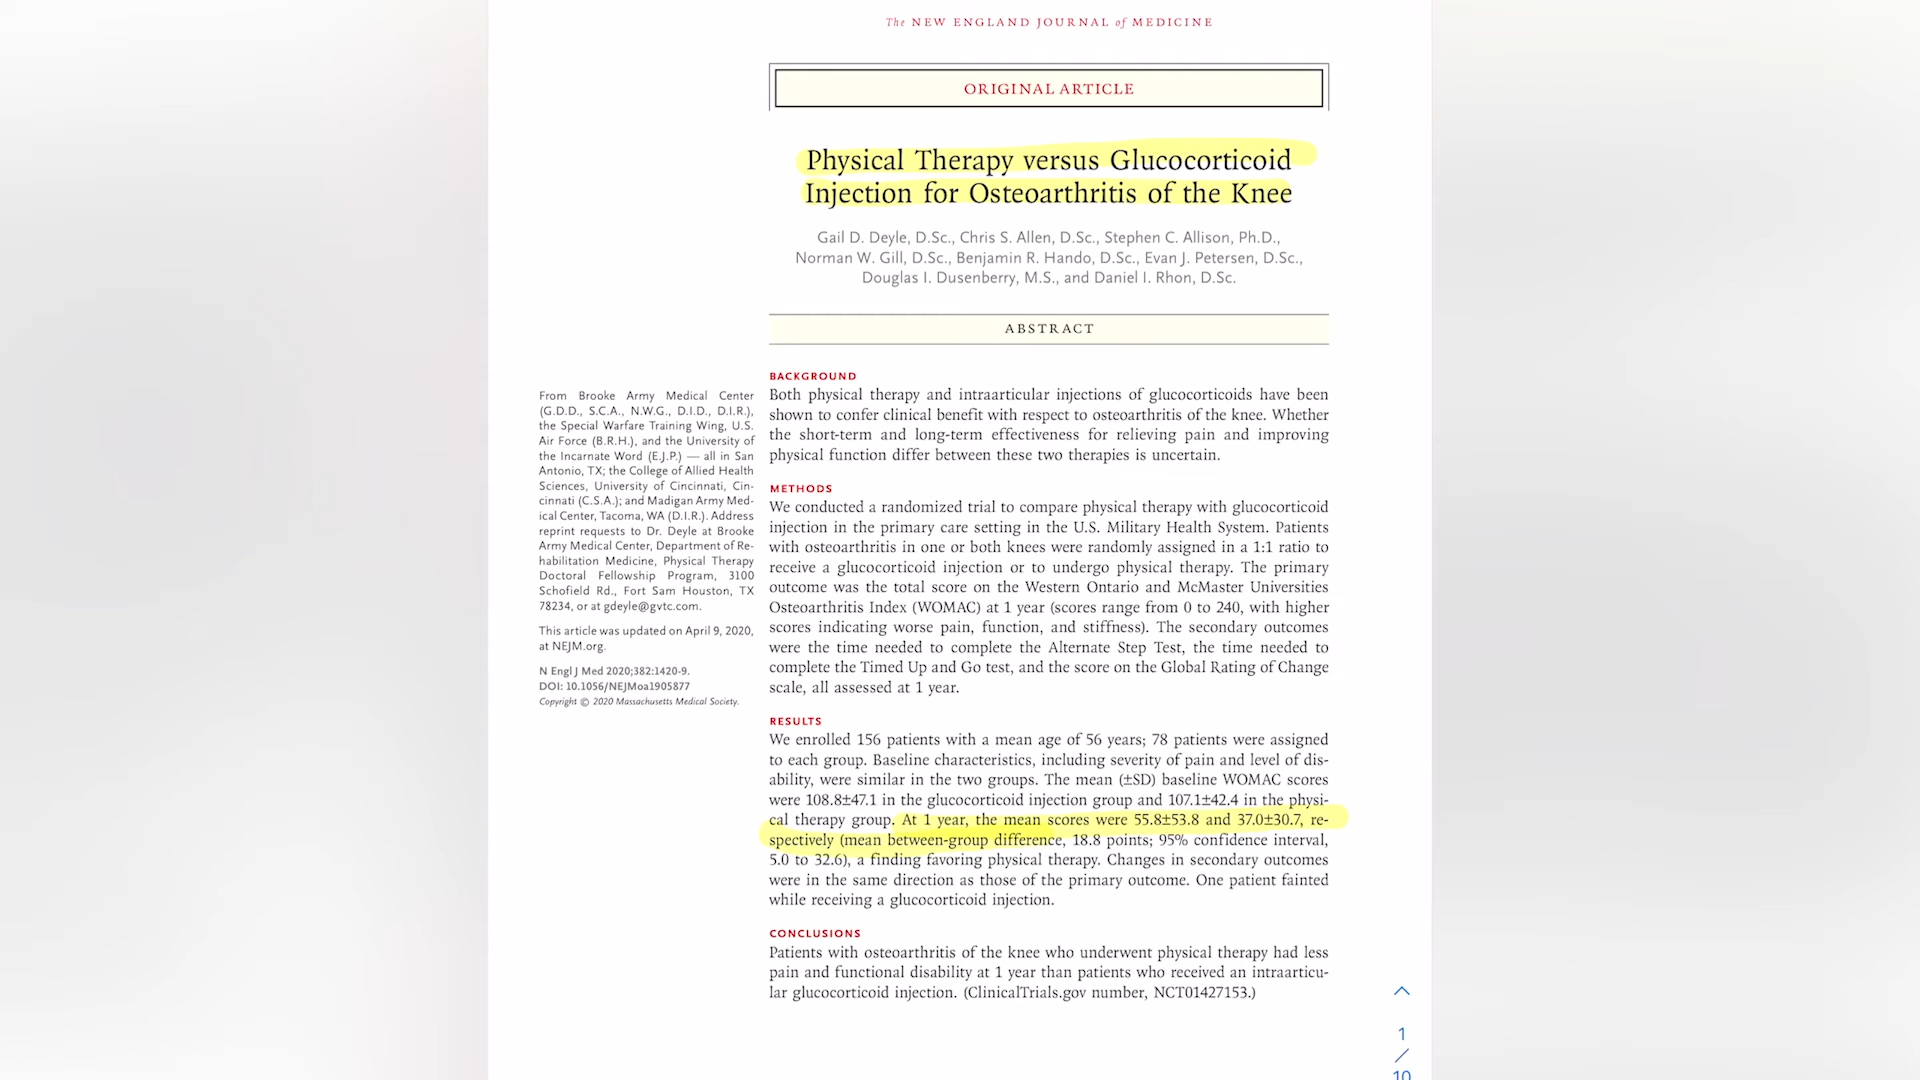 The NEW ENGLAND JOURNAL of MEDICINE
ORIGINAL ARTICLE
Physical Therapy versus Glucocorticoid
Injection for Osteoarthritis of the Knee
Gail D. Deyle, D.Sc., Chris S. Allen, D.Sc., Stephen C. Allison, Ph.D.,
Norman W. Gill, D.Sc., Benjamin R. Hando, D.Sc., Evan J. Petersen, D.Sc.,
Douglas I. Dusenberry, M.S., and Daniel I. Rhon, D.Sc.
ABSTRACT
From Brooke Army Medical Center
(G.D.D., S.C.A., N.W.G., D.I.D., D.I.R.),
the Special Warfare Training Wing, U.S.
Air Force (B.R.H.), and the University of
the Incarnate Word (E.J.P.) — all in San
Antonio, TX; the College of Allied Health
Sciences, University of Cincinnati, Cin-
cinnati (C.S.A.); and Madigan Army Med-
ical Center, Tacoma, WA (D.I.R.). Address
reprint requests to Dr. Deyle at Brooke
Army Medical Center, Department of Re-
habilitation Medicine, Physical Therapy
Doctoral Fellowship Program, 3100
Schofield Rd., Fort Sam Houston, TX
78234, or at gdeyle@gvtc.com.
This article was updated on April 9, 2020,
at NEJM.org.
N Engl J Med 2020;382:1420-9.
DOI: 10.1056/NEJMoa1905877
Copyright © 2020 Massachusetts Medical Society.
BACKGROUND
Both physical therapy and intraarticular injections of glucocorticoids have been
shown to confer clinical benefit with respect to osteoarthritis of the knee. Whether
the short-term and long-term effectiveness for relieving pain and improving
physical function differ between these two therapies is uncertain.
METHODS
We conducted a randomized trial to compare physical therapy with glucocorticoid
injection in the primary care setting in the U.S. Military Health System. Patients
with osteoarthritis in one or both knees were randomly assigned in a 1:1 ratio to
receive a glucocorticoid injection or to undergo physical therapy. The primary
outcome was the total score on the Western Ontario and McMaster Universities
Osteoarthritis Index (WOMAC) at 1 year (scores range from 0 to 240, with higher
scores indicating worse pain, function, and stiffness). The secondary outcomes
were the time needed to complete the Alternate Step Test, the time needed to
complete the Timed Up and Go test, and the score on the Global Rating of Change
scale, all assessed at 1 year.
RESULTS
We enrolled 156 patients with a mean age of 56 years; 78 patients were assigned
to each group. Baseline characteristics, including severity of pain and level of dis-
ability, were similar in the two groups. The mean (±SD) baseline WOMAC scores
were 108.8±47.1 in the glucocorticoid injection group and 107.1±42.4 in the physi-
cal therapy group. At 1 year, the mean scores were 55.8±53.8 and 37.0±30.7, re-
spectively (mean between-group difference, 18.8 points; 95% confidence interval,
5.0 to 32.6), a finding favoring physical therapy. Changes in secondary outcomes
were in the same direction as those of the primary outcome. One patient fainted
while receiving a glucocorticoid injection.
CONCLUSIONS
Patients with osteoarthritis of the knee who underwent physical therapy had less
pain and functional disability at 1 year than patients who received an intraarticu-
lar glucocorticoid injection. (ClinicalTrials.gov number, NCT01427153.)
1
/
10